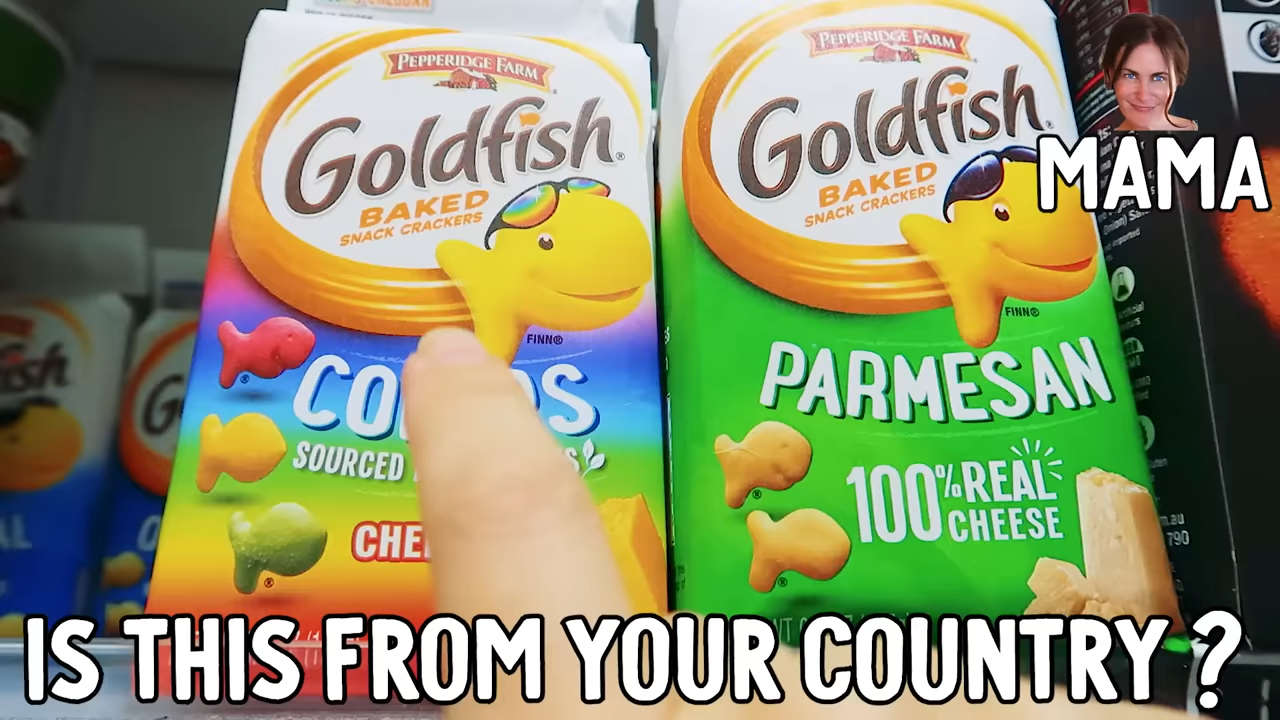 PEPPERIDGE FARM
Goldfish®
BAKED
SNACK CRACKERS
FINN®
SOURCED
PEPPERIDGE FARM
Goldfish®
BAKED
SNACK CRACKERS
FINN®
PARMESAN
100% REAL
CHEESE
MAMA
IS THIS FROM YOUR COUNTRY ?